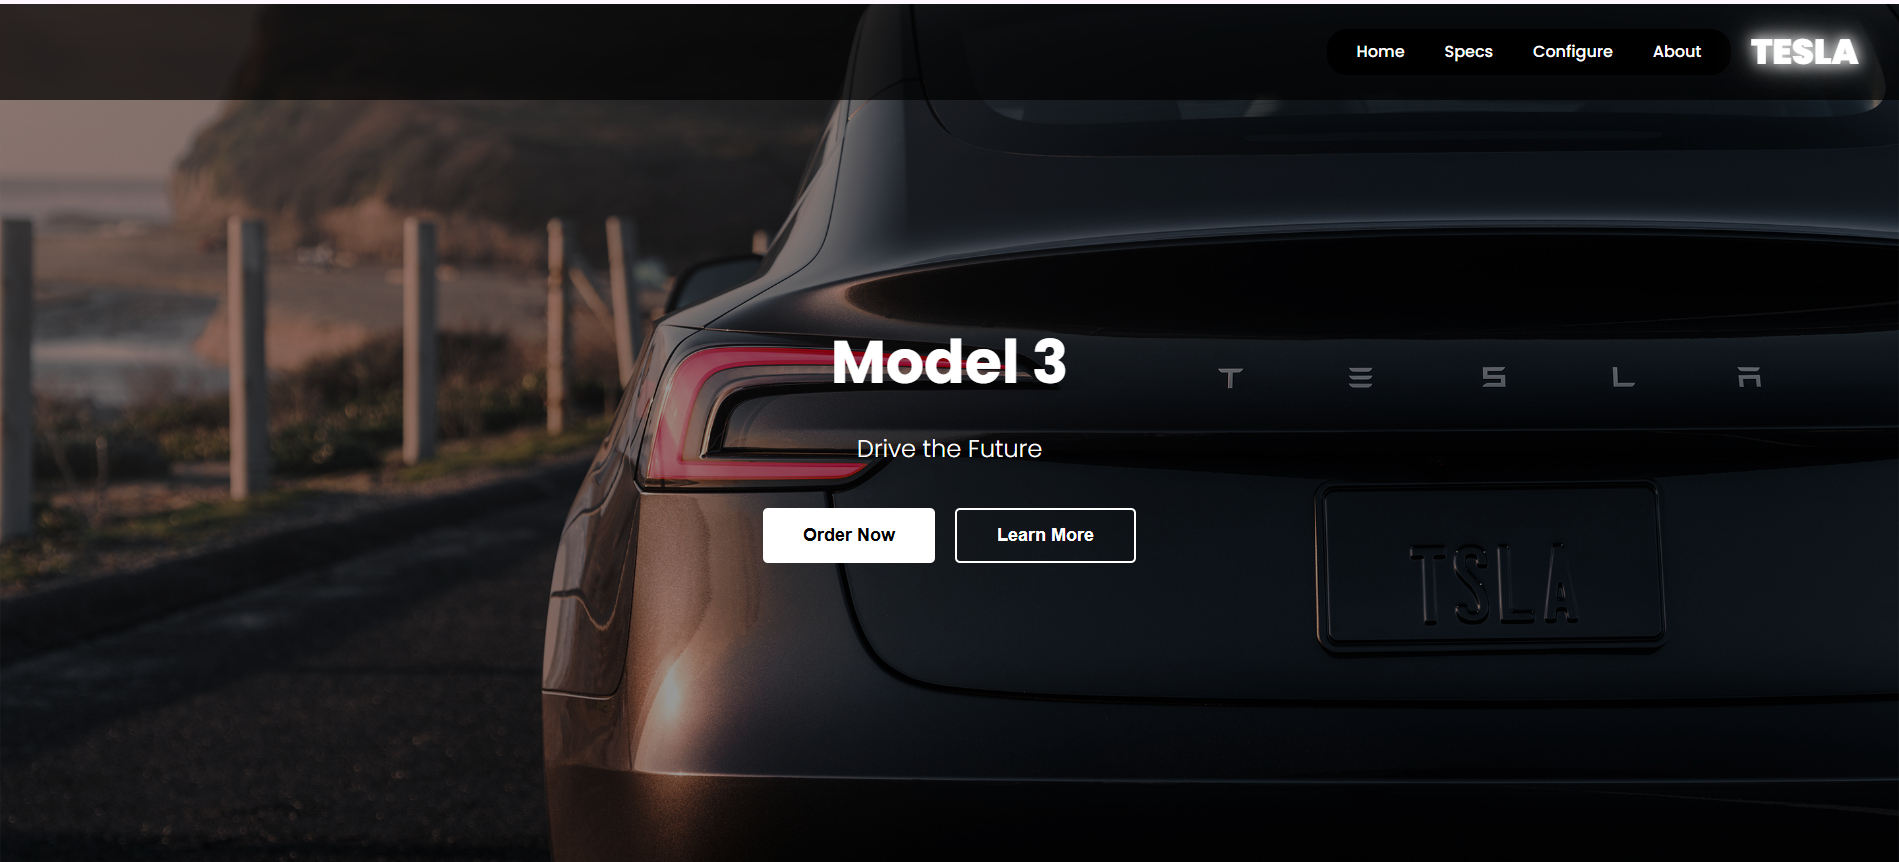 Home Specs Configure About TESLA
Model 3
T E S L A
Drive the Future
Order Now Learn More
TSLA